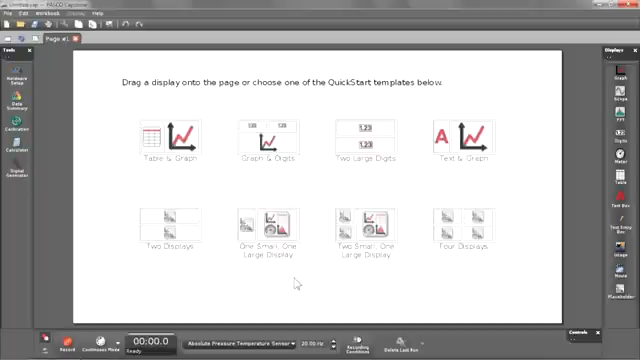 untitled.cap - PASCO Capstone
File Edit Workbook Display Help
Page #1
Tools
Displays
Hardware
Setup
Data
Summary
Calibration
Calculator
Signal
Generator
Drag a display onto the page or choose one of the QuickStart templates below.
Table & Graph
Graph & Digits
Two Large Digits
Text & Graph
Two Displays
One Small, One
Large Display
Two Small, One
Large Display
Four Displays
Graph
Scope
FFT
Digits
Meter
Table
Text Box
Text Entry
Box
Image
Movie
Placeholder
Controls
Record
Continuous Mode
00:00.0
Ready
Absolute Pressure Temperature Sensor
20.00 Hz
Recording
Conditions
Delete Last Run